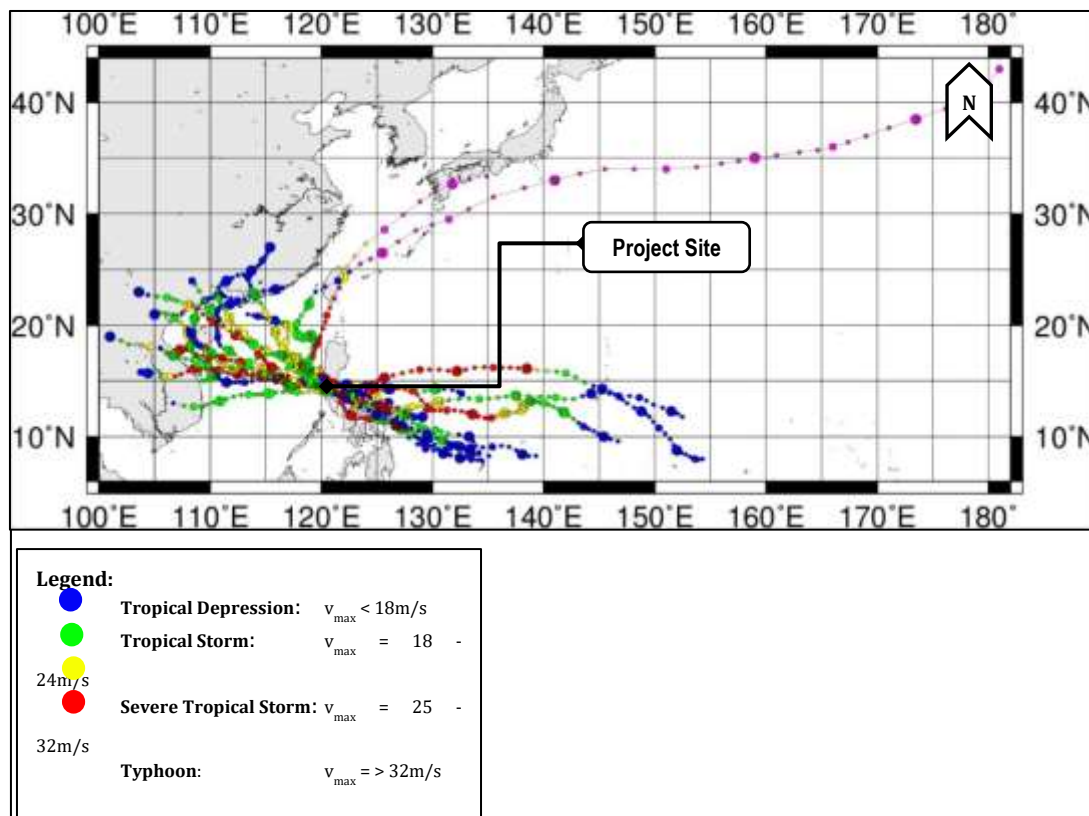 100˚E 110˚E 120˚E 130˚E 140˚E 150˚E 160˚E 170˚E 180˚E
40˚N 40˚N
N
30˚N 30˚N
Project Site
20˚N 20˚N
10˚N 10˚N
100˚E 110˚E 120˚E 130˚E 140˚E 150˚E 160˚E 170˚E 180˚E
Legend:
Tropical Depression: vmax < 18m/s
Tropical Storm: vmax = 18 -
24m/s
Severe Tropical Storm: vmax = 25 -
32m/s
Typhoon: vmax = > 32m/s